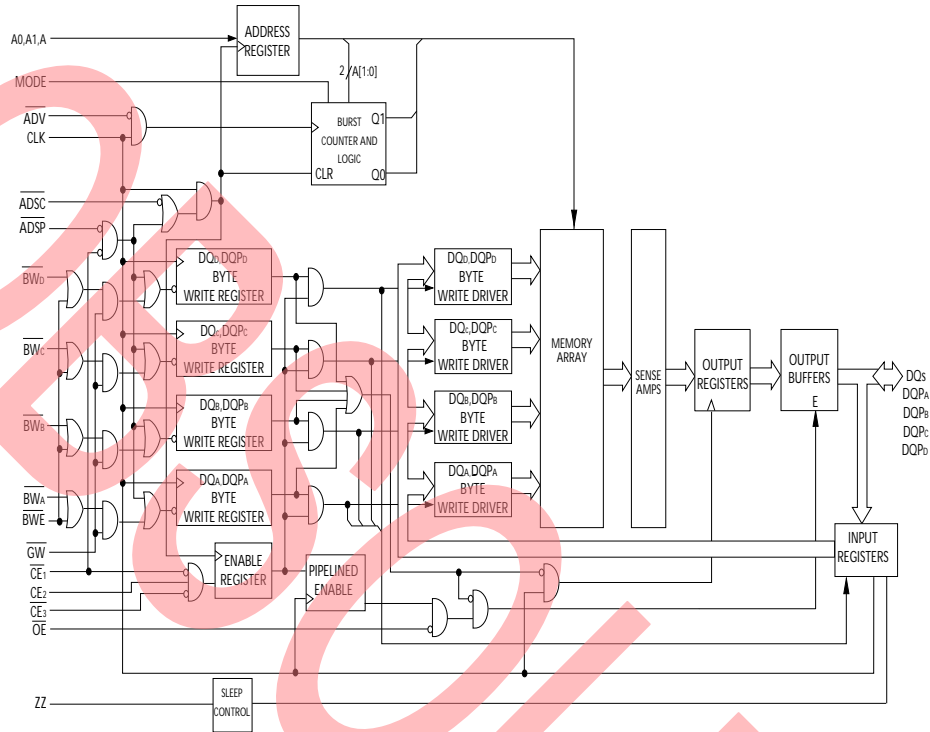 A0,A1,A
MODE
ADV
CLK
ADSC
ADSP
BWD
BWC
BWB
BWA
BWE
GW
CE1
CE2
CE3
OE
ZZ
ADDRESS
REGISTER
2
A[1:0]
BURST
COUNTER AND
LOGIC
CLR
Q1
Q0
DQD,DQPD
BYTE
WRITE REGISTER
DQC,DQPC
BYTE
WRITE REGISTER
DQB,DQPB
BYTE
WRITE REGISTER
DQA,DQPA
BYTE
WRITE REGISTER
ENABLE
REGISTER
PIPELINED
ENABLE
SLEEP
CONTROL
DQD,DQPD
BYTE
WRITE DRIVER
DQC,DQPC
BYTE
WRITE DRIVER
DQB,DQPB
BYTE
WRITE DRIVER
DQA,DQPA
BYTE
WRITE DRIVER
MEMORY
ARRAY
SENSE
AMPS
OUTPUT
REGISTERS
OUTPUT
BUFFERS
E
INPUT
REGISTERS
DQs
DQPA
DQPB
DQPC
DQPD